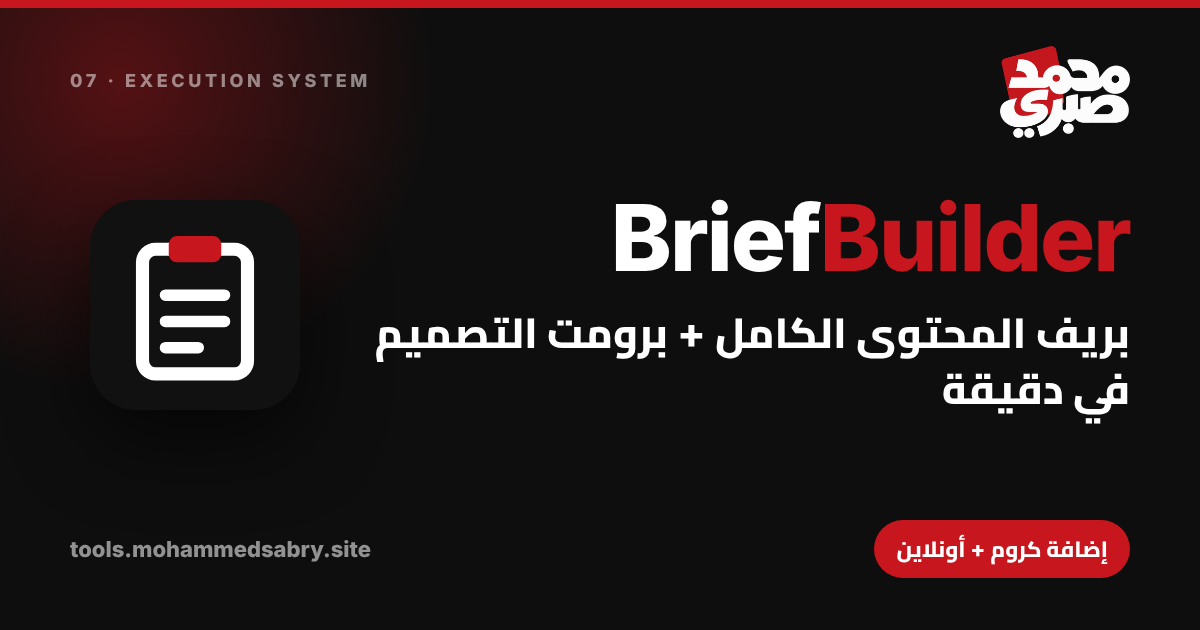 07 · EXECUTION SYSTEM
محمد
صبري
BriefBuilder
بريف المحتوى الكامل + برومت التصميم
في دقيقة
tools.mohammedsabry.site
إضافة كروم + أونلاين